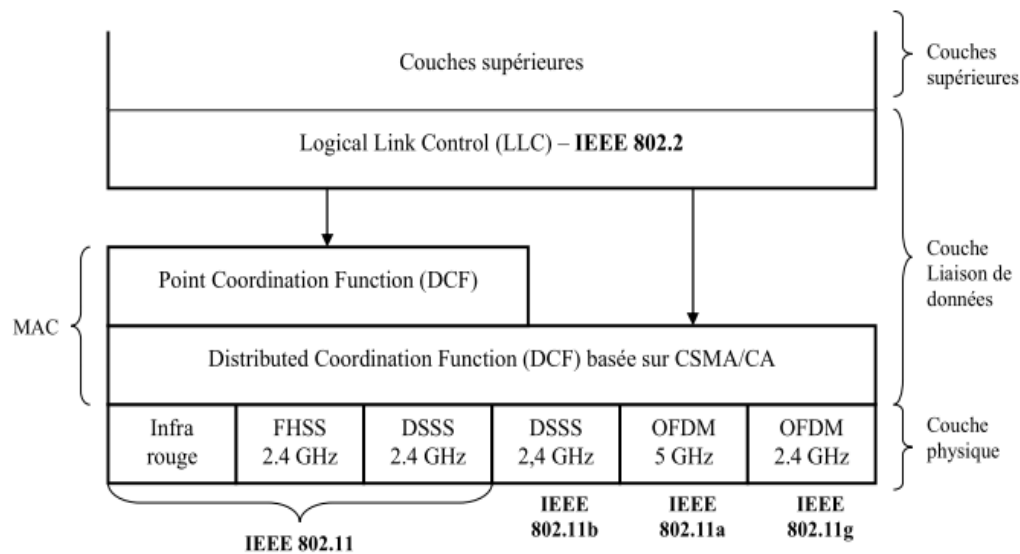 Couches supérieures
Couches
supérieures
Logical Link Control (LLC) – IEEE 802.2
Point Coordination Function (DCF)
Couche
Liaison de
données
MAC
Distributed Coordination Function (DCF) basée sur CSMA/CA
Infra
rouge
FHSS
2.4 GHz
DSSS
2.4 GHz
DSSS
2,4 GHz
OFDM
5 GHz
OFDM
2.4 GHz
Couche
physique
IEEE 802.11
IEEE
802.11b
IEEE
802.11a
IEEE
802.11g